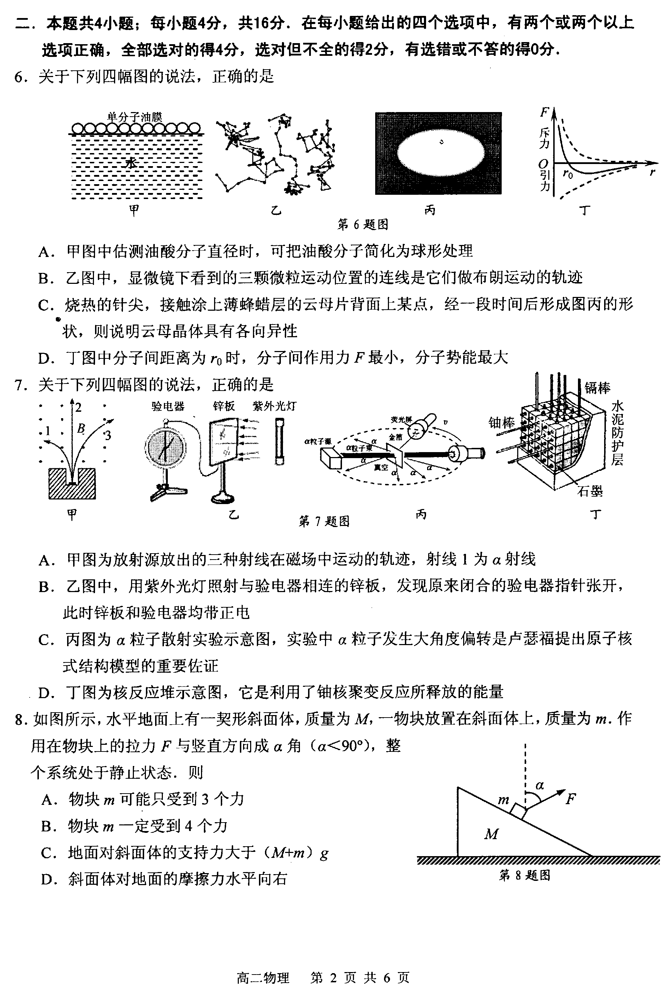 二．本题共4小题；每小题4分，共16分．在每小题给出的四个选项中，有两个或两个以上
选项正确，全部选对的得4分，选对但不全的得2分，有选错或不答的得0分．
6．关于下列四幅图的说法，正确的是
单分子油膜
水
甲
乙
丙
F
斥力
O
引力
r₀
r
丁
第 6 题图
A．甲图中估测油酸分子直径时，可把油酸分子简化为球形处理
B．乙图中，显微镜下看到的三颗微粒运动位置的连线是它们做布朗运动的轨迹
C．烧热的针尖，接触涂上薄蜂蜡层的云母片背面上某点，经一段时间后形成图丙的形
状，则说明云母晶体具有各向异性
D．丁图中分子间距离为 r₀ 时，分子间作用力 F 最小，分子势能最大
7．关于下列四幅图的说法，正确的是
1
2
B
3
甲
验电器
锌板
紫外光灯
乙
α粒子源
α粒子束
荧光屏
金箔
真空
v
α
α
α
α
α
丙
镉棒
铀棒
水泥防护层
石墨
丁
第 7 题图
A．甲图为放射源放出的三种射线在磁场中运动的轨迹，射线 1 为 α 射线
B．乙图中，用紫外光灯照射与验电器相连的锌板，发现原来闭合的验电器指针张开，
此时锌板和验电器均带正电
C．丙图为 α 粒子散射实验示意图，实验中 α 粒子发生大角度偏转是卢瑟福提出原子核
式结构模型的重要佐证
D．丁图为核反应堆示意图，它是利用了铀核聚变反应所释放的能量
8．如图所示，水平地面上有一契形斜面体，质量为 M，一物块放置在斜面体上，质量为 m．作
用在物块上的拉力 F 与竖直方向成 α 角（α＜90°），整
个系统处于静止状态．则
A．物块 m 可能只受到 3 个力
B．物块 m 一定受到 4 个力
C．地面对斜面体的支持力大于（M+m）g
D．斜面体对地面的摩擦力水平向右
α
m
F
M
第 8 题图
高二物理 第 2 页 共 6 页